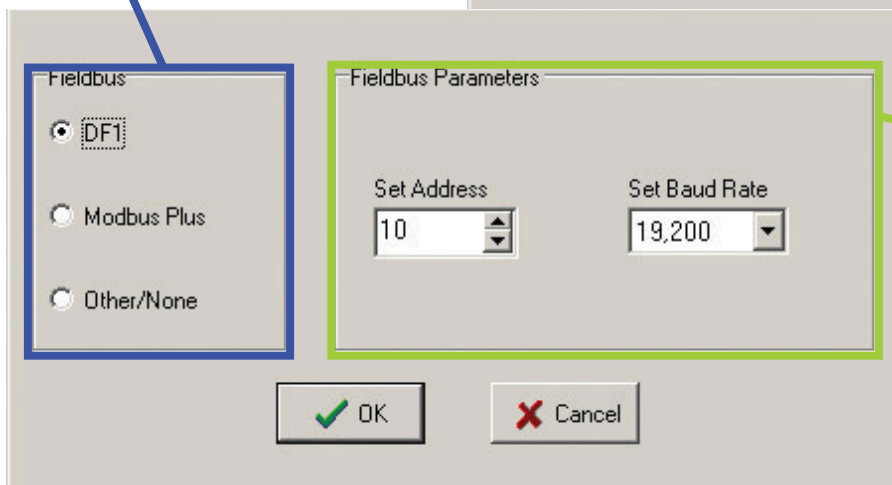 Fieldbus
DF1
Modbus Plus
Other/None
Fieldbus Parameters
Set Address
10
Set Baud Rate
19,200
OK
Cancel